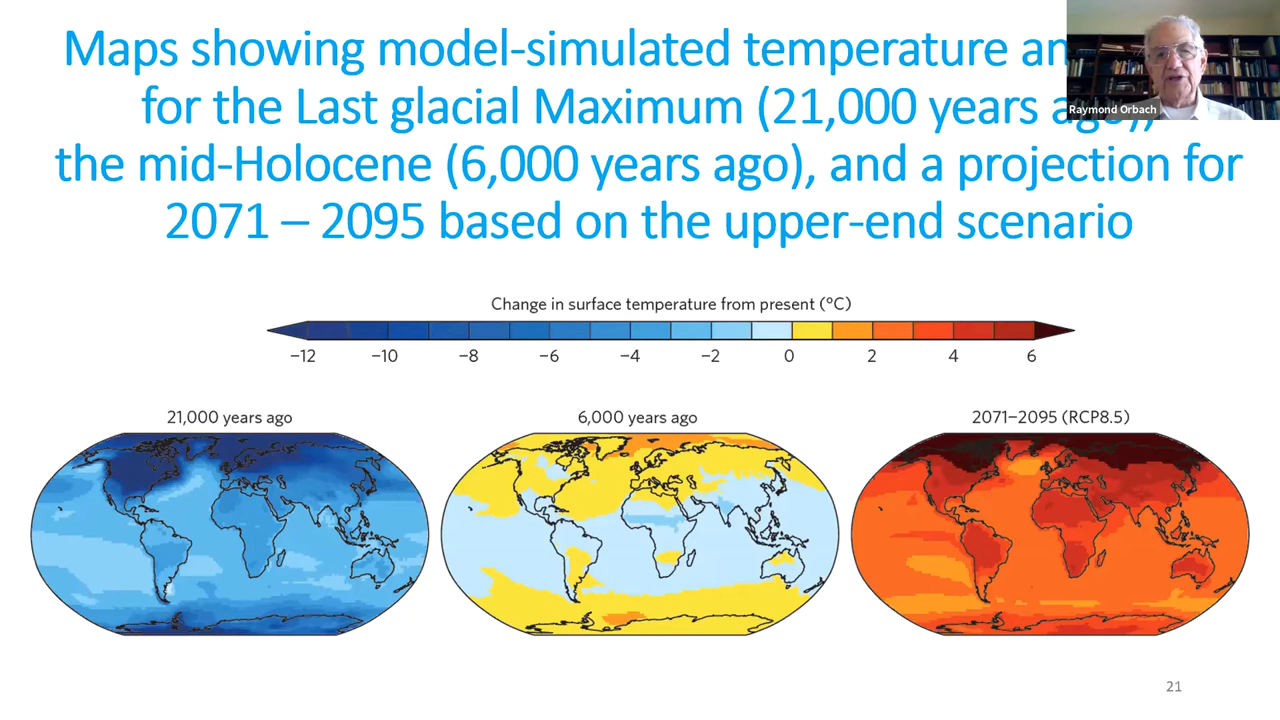 Maps showing model-simulated temperature
for the Last glacial Maximum (21,000 years ago),
the mid-Holocene (6,000 years ago), and a projection for
2071 – 2095 based on the upper-end scenario
Raymond Orbach
Change in surface temperature from present (°C)
−12 −10 −8 −6 −4 −2 0 2 4 6
21,000 years ago 6,000 years ago 2071–2095 (RCP8.5)
21